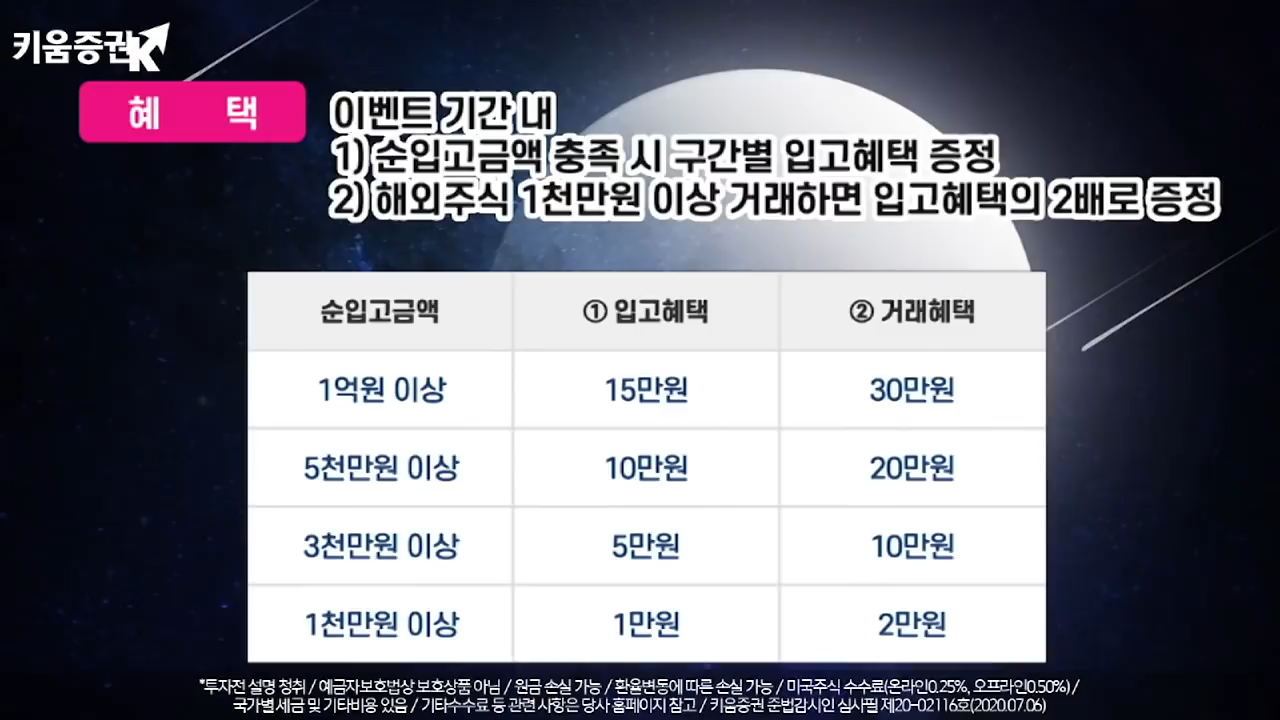 키움증권
혜 택
이벤트 기간 내
1) 순입고금액 충족 시 구간별 입고혜택 증정
2) 해외주식 1천만원 이상 거래하면 입고혜택의 2배로 증정
순입고금액 ① 입고혜택 ② 거래혜택
1억원 이상 15만원 30만원
5천만원 이상 10만원 20만원
3천만원 이상 5만원 10만원
1천만원 이상 1만원 2만원
*투자전 설명 청취 / 예금자보호법상 보호상품 아님 / 원금 손실 가능 / 환율변동에 따른 손실 가능 / 미국주식 수수료(온라인0.25%, 오프라인0.50%) /
국가별 세금 및 기타비용 있음 / 기타수수료 등 관련 사항은 당사 홈페이지 참고 / 키움증권 준법감시인 심사필 제20-02116호(2020.07.06)